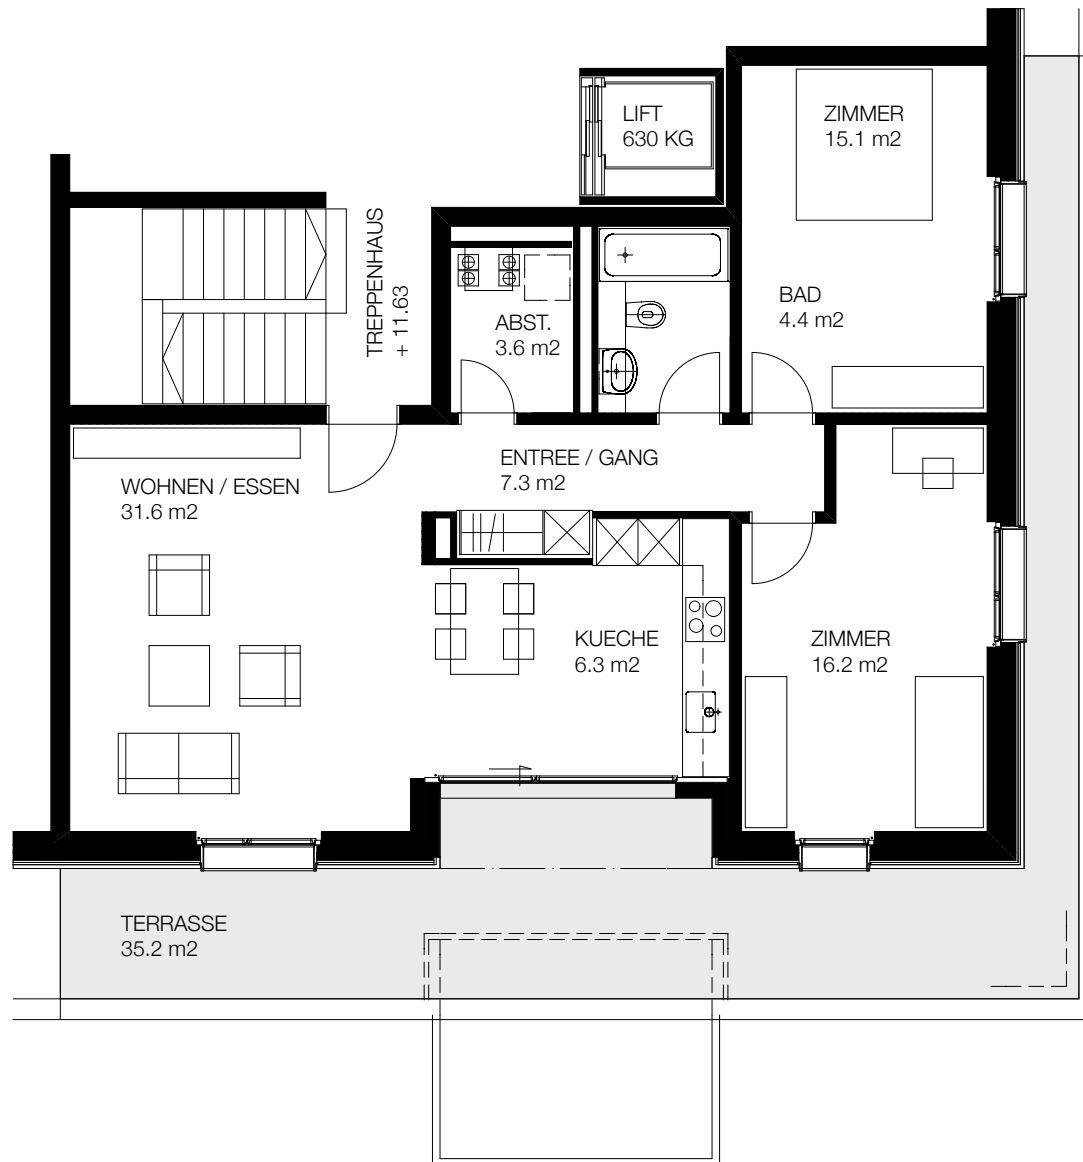 LIFT
630 KG
ZIMMER
15.1 m2
TREPPENHAUS
+ 11.63
BAD
4.4 m2
ABST.
3.6 m2
ENTREE / GANG
7.3 m2
WOHNEN / ESSEN
31.6 m2
KUECHE
6.3 m2
ZIMMER
16.2 m2
TERRASSE
35.2 m2